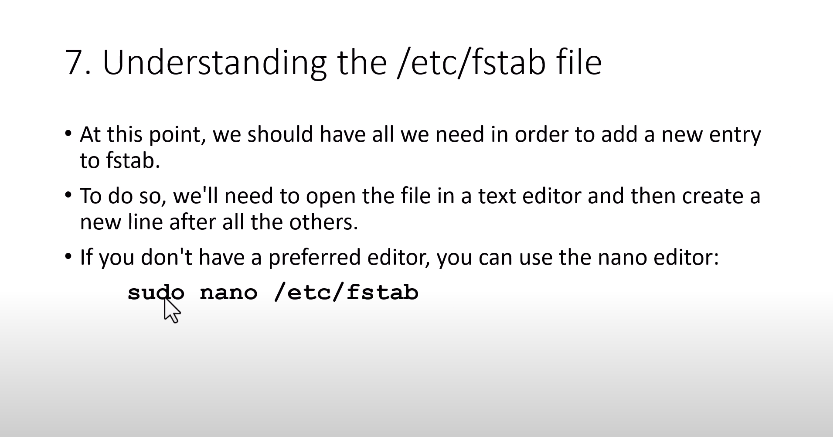 7. Understanding the /etc/fstab file
• At this point, we should have all we need in order to add a new entry
to fstab.
• To do so, we'll need to open the file in a text editor and then create a
new line after all the others.
• If you don't have a preferred editor, you can use the nano editor:
sudo nano /etc/fstab